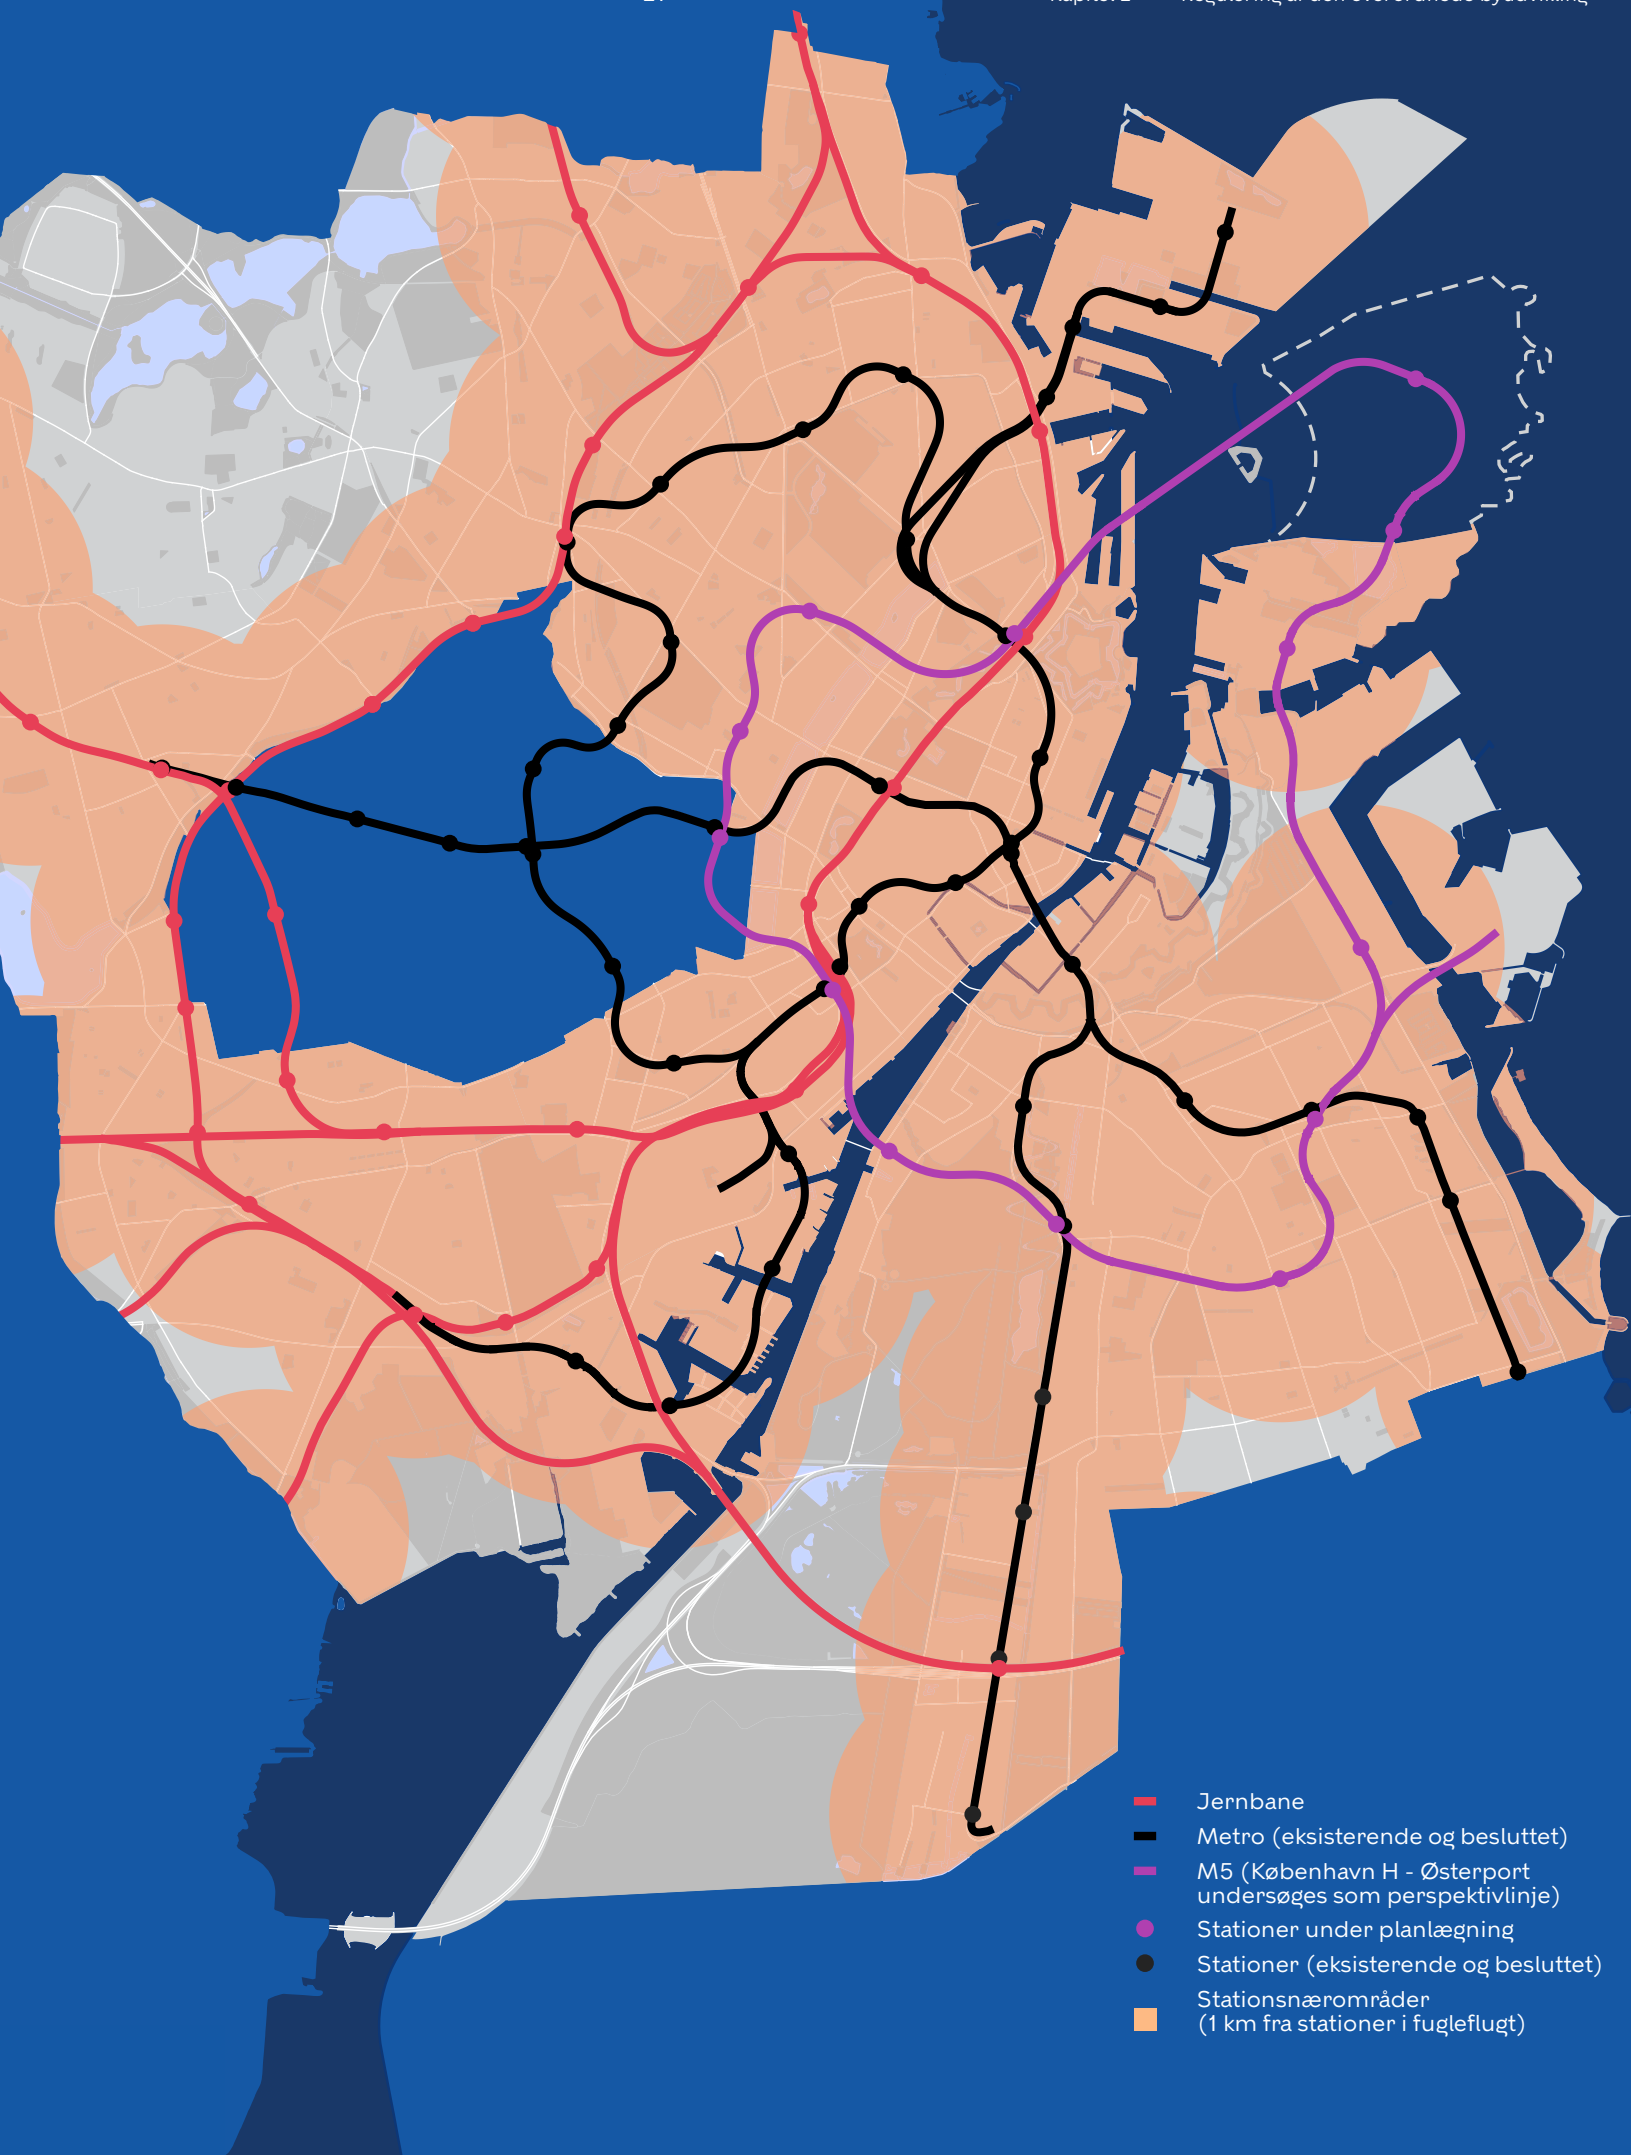 Jernbane
Metro (eksisterende og besluttet)
M5 (København H - Østerport
undersøges som perspektivlinje)
Stationer under planlægning
Stationer (eksisterende og besluttet)
Stationsnærområder
(1 km fra stationer i fugleflugt)